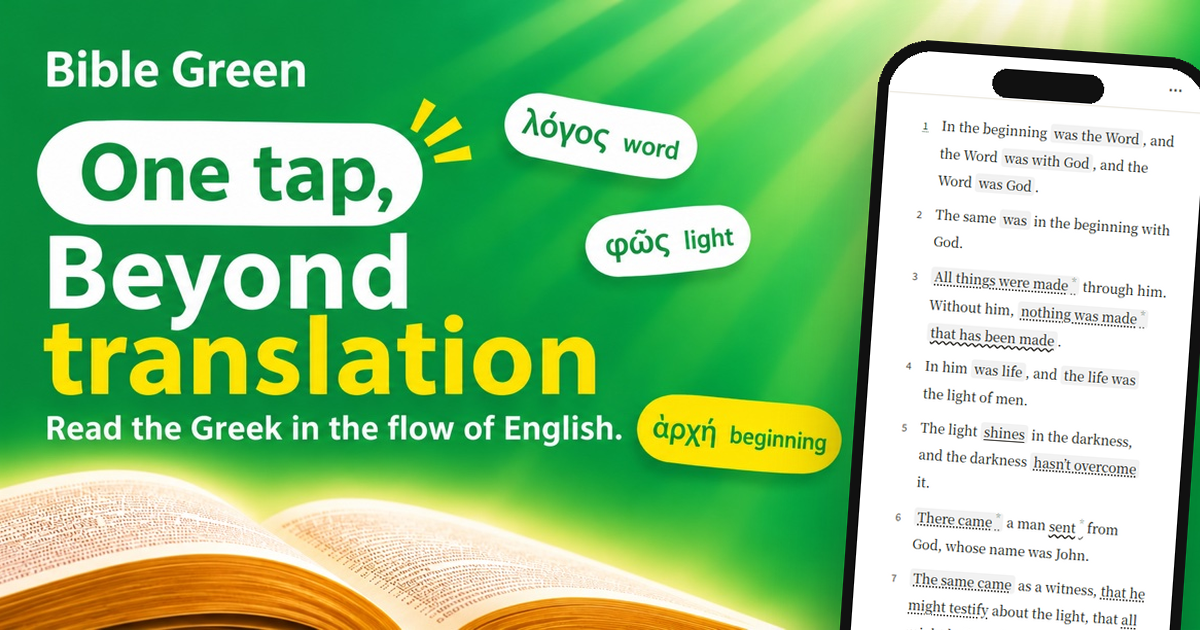 Bible Green
One tap,
Beyond
translation
Read the Greek in the flow of English.
λόγος word
φῶς light
ἀρχή beginning
1 In the beginning was the Word, and
the Word was with God, and the
Word was God.
2 The same was in the beginning with
God.
3 All things were made* through him.
Without him, nothing was made*
that has been made.
4 In him was life, and the life was
the light of men.
5 The light shines in the darkness,
and the darkness hasn't overcome
it.
6 There came* a man sent* from
God, whose name was John.
7 The same came as a witness, that he
might testify about the light, that all